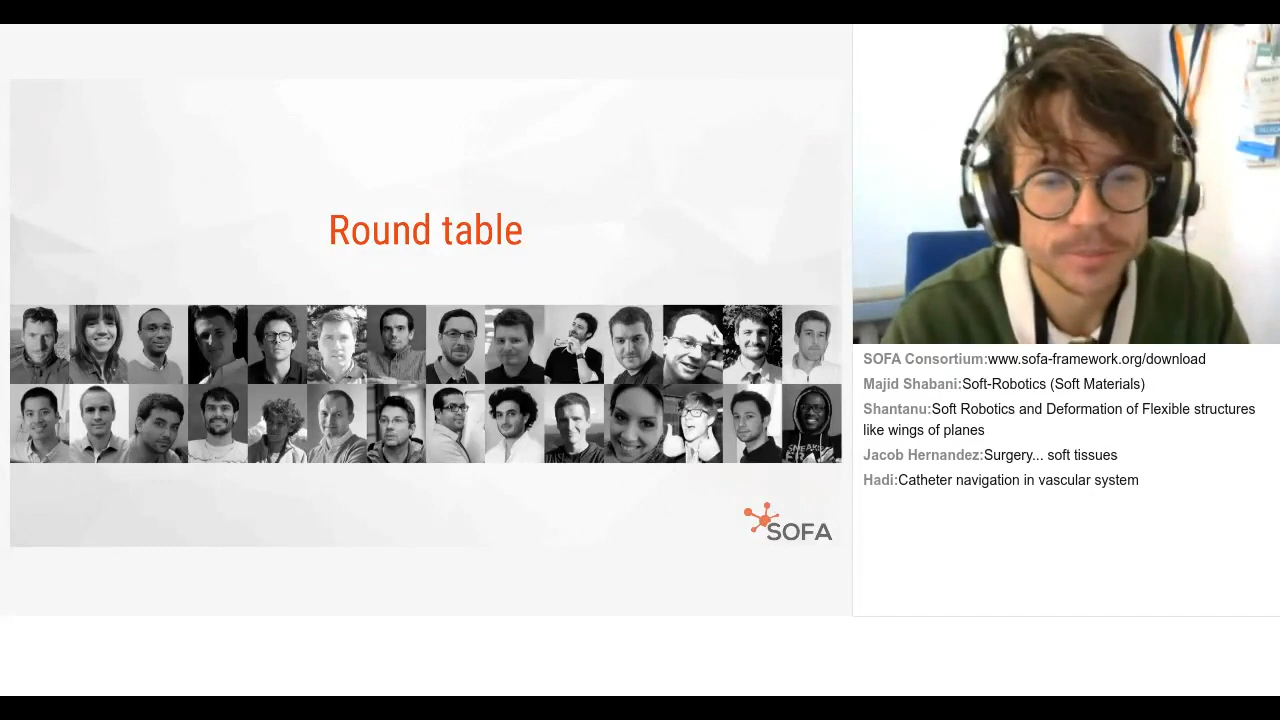 Round table
SOFA
SOFA Consortium:www.sofa-framework.org/download
Majid Shabani:Soft-Robotics (Soft Materials)
Shantanu:Soft Robotics and Deformation of Flexible structures
like wings of planes
Jacob Hernandez:Surgery... soft tissues
Hadi:Catheter navigation in vascular system